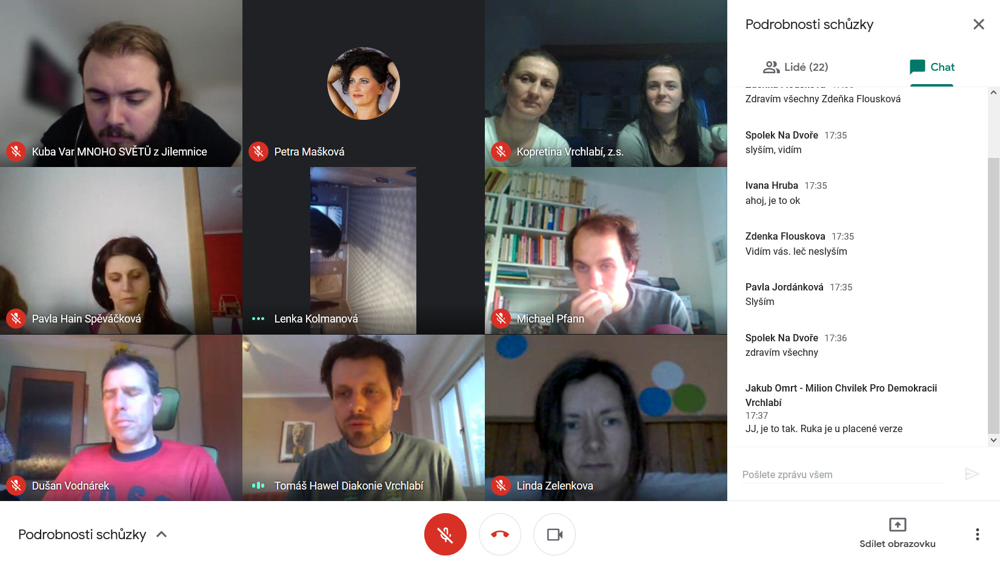 Kuba Var MNOHO SVĚTŮ z Jilemnice
Petra Mašková
Kopretina Vrchlabí, z.s.
Pavla Hain Spěváčková
Lenka Kolmanová
Michael Pfann
Dušan Vodnárek
Tomáš Hawel Diakonie Vrchlabí
Linda Zelenkova
Podrobnosti schůzky
Lidé (22)
Chat
Zdravím všechny Zdeňka Flousková
Spolek Na Dvoře 17:35
slyším, vidím
Ivana Hruba 17:35
ahoj, je to ok
Zdenka Flouskova 17:35
Vidím vás. leč neslyším
Pavla Jordánková 17:35
Slyším
Spolek Na Dvoře 17:36
zdravím všechny
Jakub Omrt - Milion Chvilek Pro Demokracii
Vrchlabí
17:37
JJ, je to tak. Ruka je u placené verze
Pošlete zprávu všem
Podrobnosti schůzky
Sdílet obrazovku